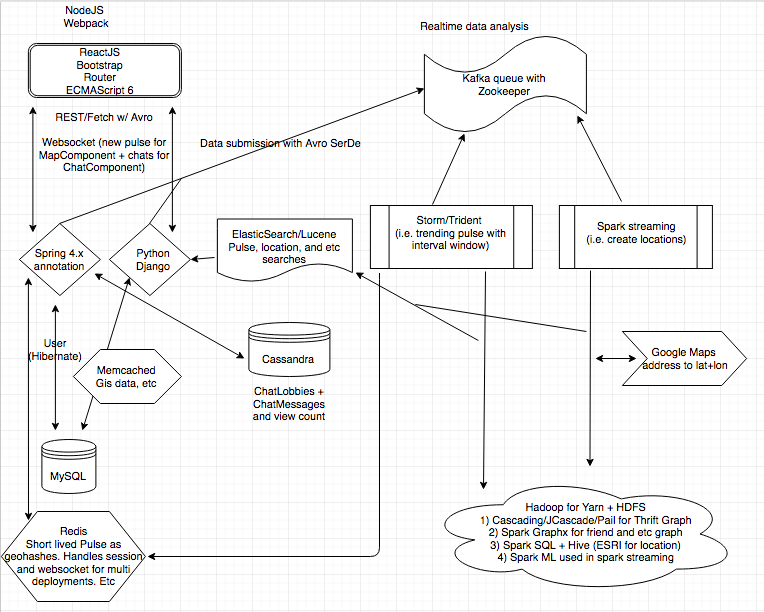 NodeJS
Webpack
ReactJS
Bootstrap
Router
ECMAScript 6
REST/Fetch w/ Avro
Websocket (new pulse for
MapComponent + chats for
ChatComponent)
Realtime data analysis
Kafka queue with
Zookeeper
Data submission with Avro SerDe
Spring 4.x
annotation
Python
Django
ElasticSearch/Lucene
Pulse, location, and etc
searches
Storm/Trident
(i.e. trending pulse with
interval window)
Spark streaming
(i.e. create locations)
User
(Hibernate)
Memcached
Gis data, etc
Cassandra
ChatLobbies +
ChatMessages
and view count
Google Maps
address to lat+lon
MySQL
Redis
Short lived Pulse as
geohashes. Handles session
and websocket for multi
deployments. Etc
Hadoop for Yarn + HDFS
1) Cascading/JCascade/Pail for Thrift Graph
2) Spark Graphx for friend and etc graph
3) Spark SQL + Hive (ESRI for location)
4) Spark ML used in spark streaming